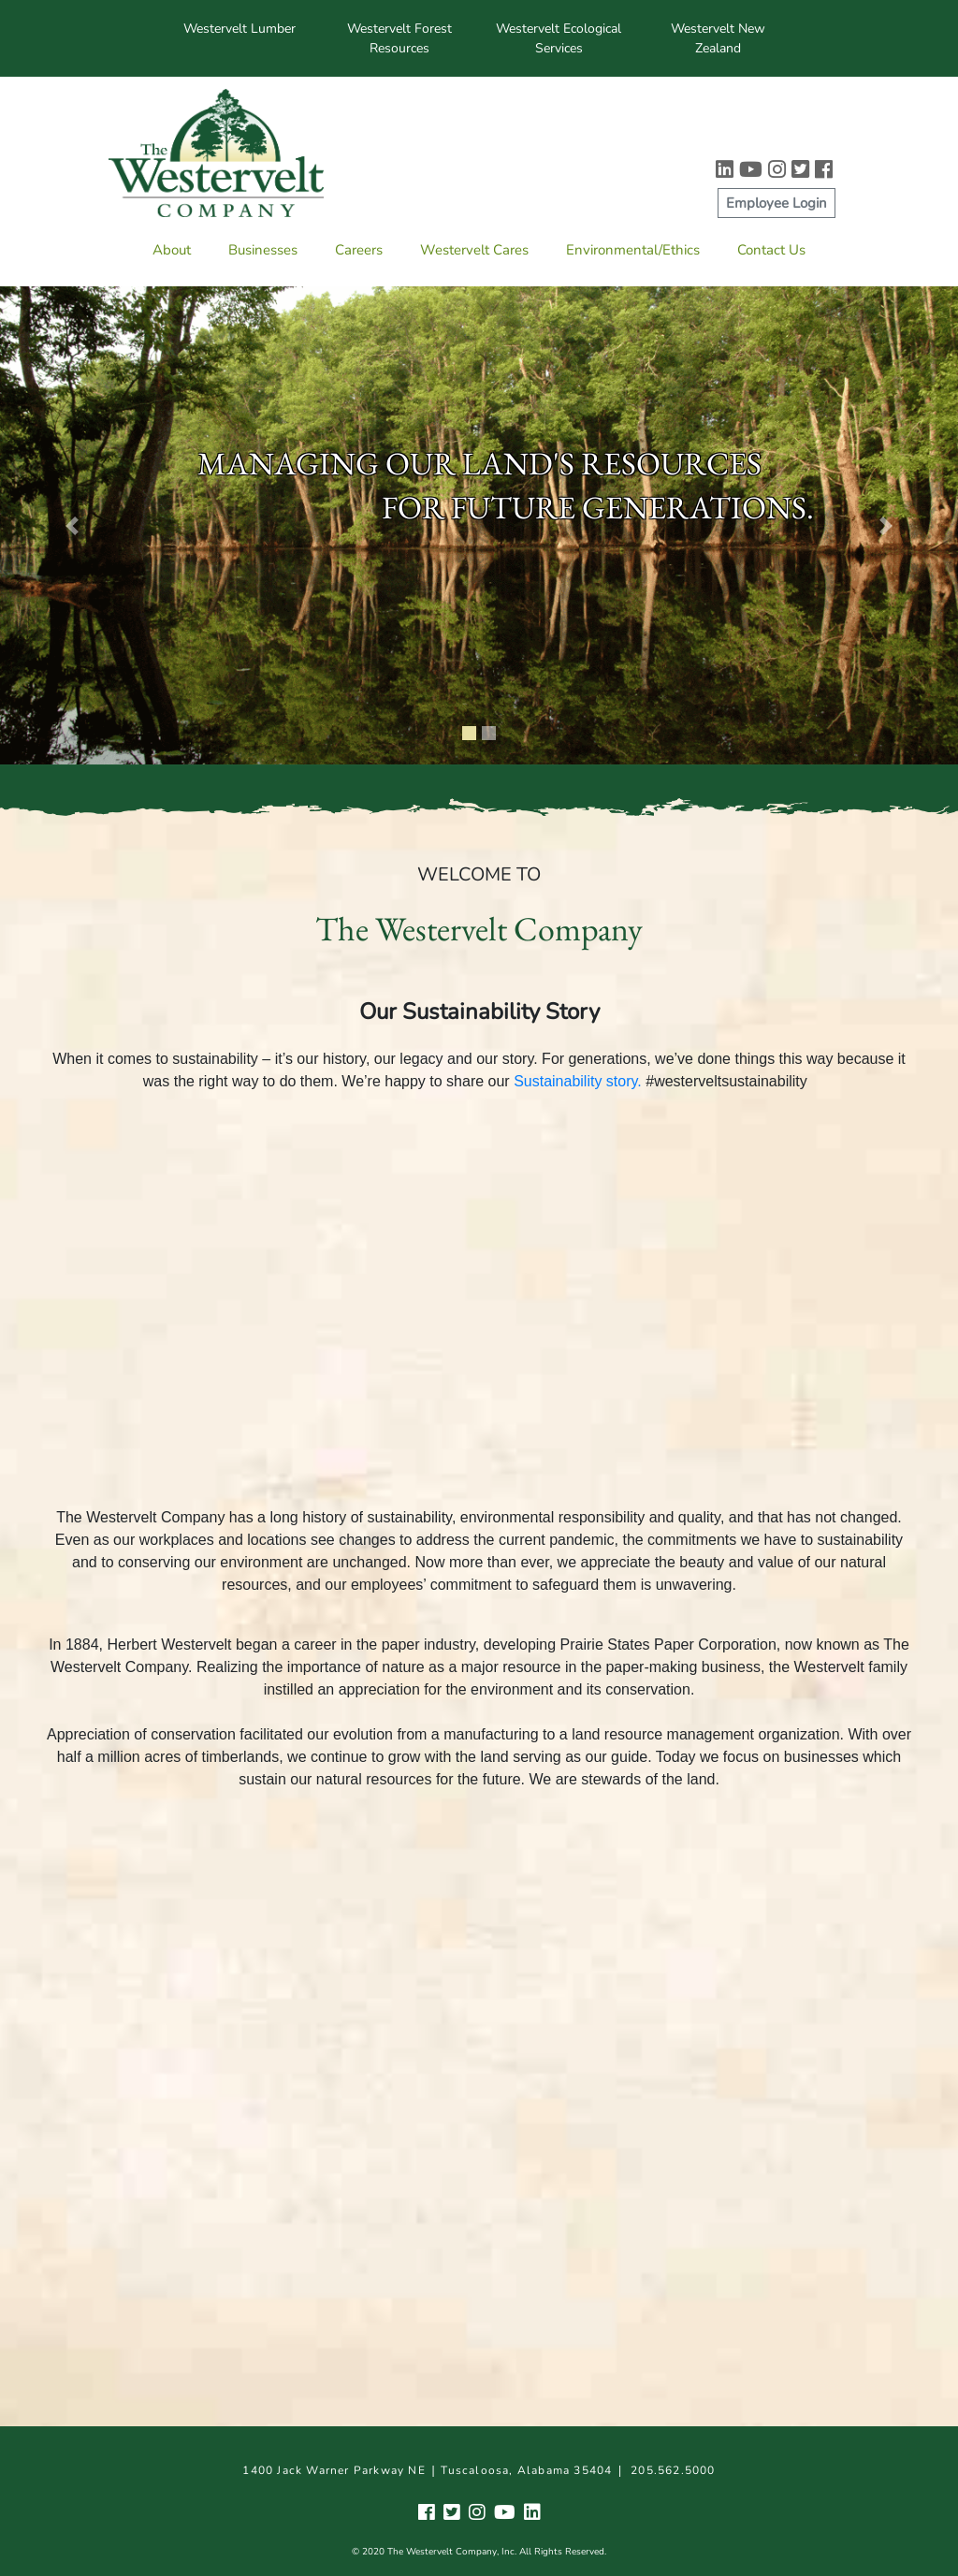 Westervelt Lumber
Westervelt Forest
Resources
Westervelt Ecological
Services
Westervelt New
Zealand
The
Westervelt
COMPANY
Employee Login
About
Businesses
Careers
Westervelt Cares
Environmental/Ethics
Contact Us
MANAGING OUR LAND'S RESOURCES
FOR FUTURE GENERATIONS.
WELCOME TO
The Westervelt Company
Our Sustainability Story
When it comes to sustainability – it’s our history, our legacy and our story. For generations, we’ve done things this way because it
was the right way to do them. We’re happy to share our Sustainability story. #westerveltsustainability
The Westervelt Company has a long history of sustainability, environmental responsibility and quality, and that has not changed.
Even as our workplaces and locations see changes to address the current pandemic, the commitments we have to sustainability
and to conserving our environment are unchanged. Now more than ever, we appreciate the beauty and value of our natural
resources, and our employees’ commitment to safeguard them is unwavering.
In 1884, Herbert Westervelt began a career in the paper industry, developing Prairie States Paper Corporation, now known as The
Westervelt Company. Realizing the importance of nature as a major resource in the paper-making business, the Westervelt family
instilled an appreciation for the environment and its conservation.
Appreciation of conservation facilitated our evolution from a manufacturing to a land resource management organization. With over
half a million acres of timberlands, we continue to grow with the land serving as our guide. Today we focus on businesses which
sustain our natural resources for the future. We are stewards of the land.
1400 Jack Warner Parkway NE | Tuscaloosa, Alabama 35404 | 205.562.5000
© 2020 The Westervelt Company, Inc. All Rights Reserved.